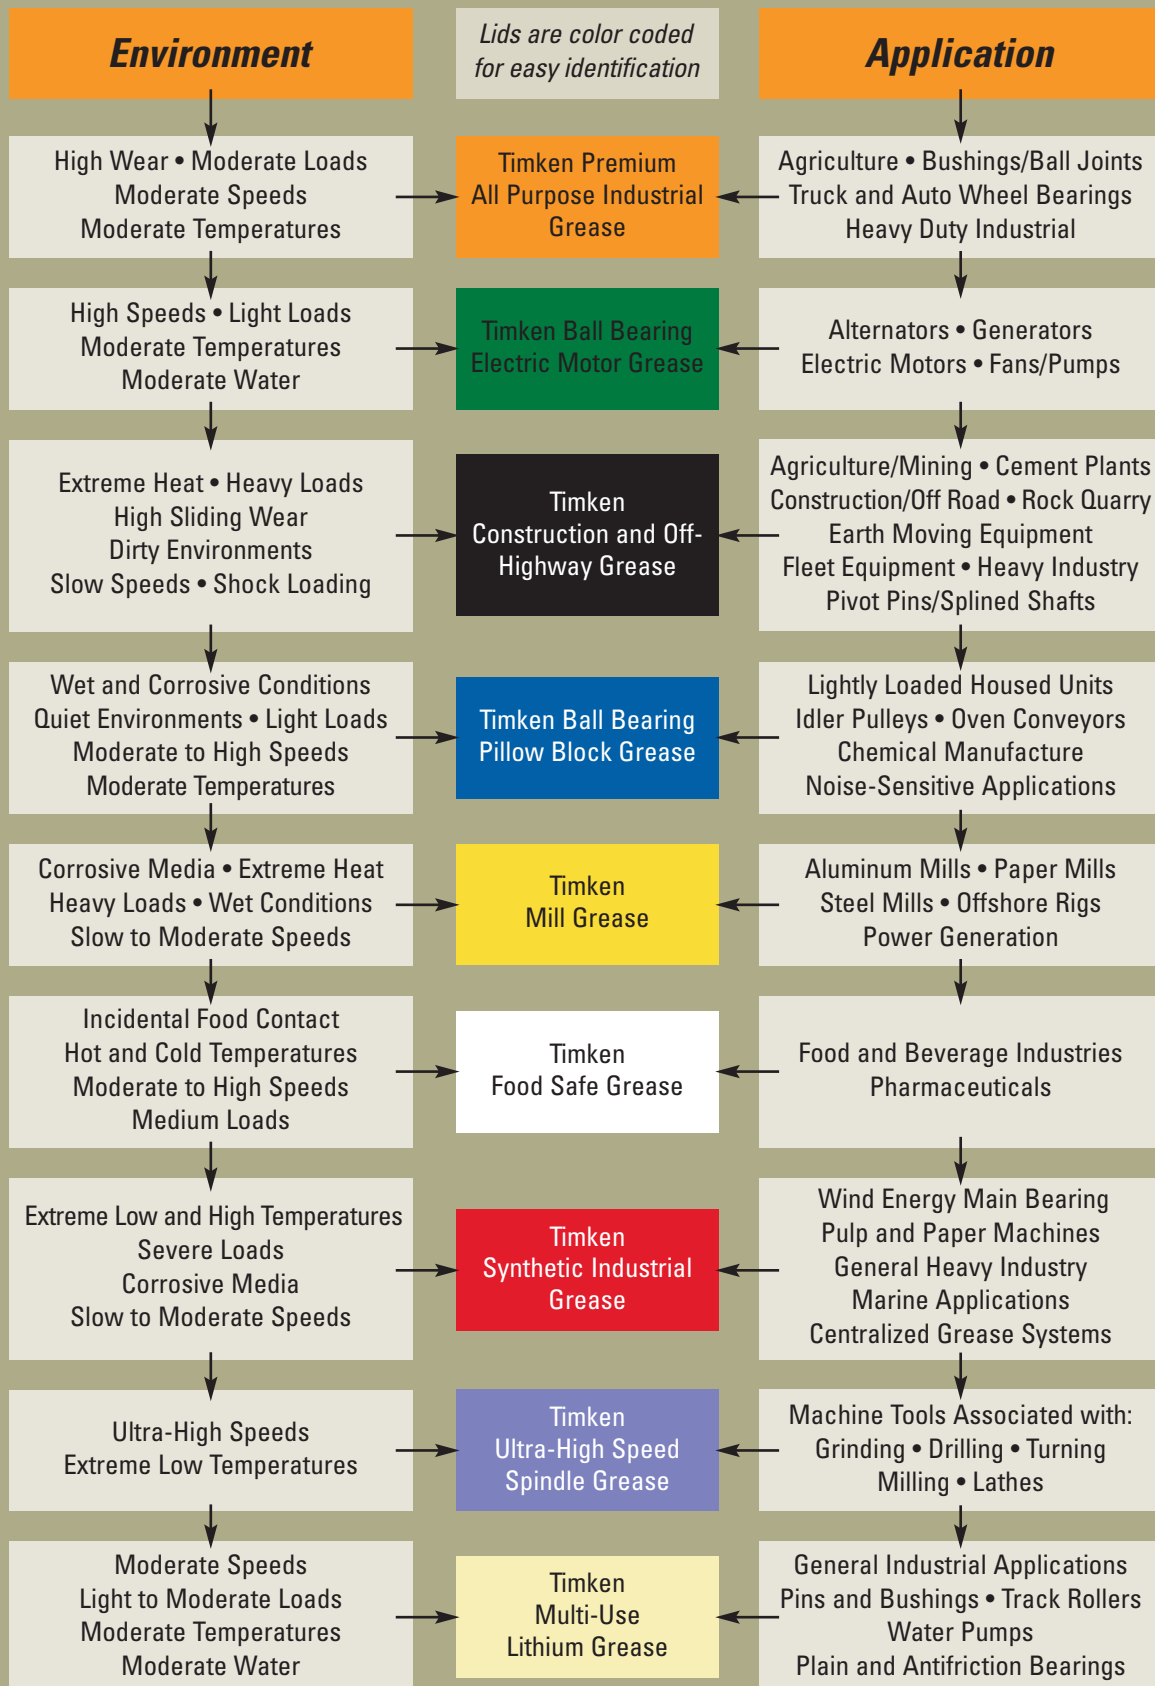 Environment
Lids are color coded
for easy identification
Application
High Wear • Moderate Loads
Moderate Speeds
Moderate Temperatures
Timken Premium
All Purpose Industrial
Grease
Agriculture • Bushings/Ball Joints
Truck and Auto Wheel Bearings
Heavy Duty Industrial
High Speeds • Light Loads
Moderate Temperatures
Moderate Water
Timken Ball Bearing
Electric Motor Grease
Alternators • Generators
Electric Motors • Fans/Pumps
Extreme Heat • Heavy Loads
High Sliding Wear
Dirty Environments
Slow Speeds • Shock Loading
Timken
Construction and Off-
Highway Grease
Agriculture/Mining • Cement Plants
Construction/Off Road • Rock Quarry
Earth Moving Equipment
Fleet Equipment • Heavy Industry
Pivot Pins/Splined Shafts
Wet and Corrosive Conditions
Quiet Environments • Light Loads
Moderate to High Speeds
Moderate Temperatures
Timken Ball Bearing
Pillow Block Grease
Lightly Loaded Housed Units
Idler Pulleys • Oven Conveyors
Chemical Manufacture
Noise-Sensitive Applications
Corrosive Media • Extreme Heat
Heavy Loads • Wet Conditions
Slow to Moderate Speeds
Timken
Mill Grease
Aluminum Mills • Paper Mills
Steel Mills • Offshore Rigs
Power Generation
Incidental Food Contact
Hot and Cold Temperatures
Moderate to High Speeds
Medium Loads
Timken
Food Safe Grease
Food and Beverage Industries
Pharmaceuticals
Extreme Low and High Temperatures
Severe Loads
Corrosive Media
Slow to Moderate Speeds
Timken
Synthetic Industrial
Grease
Wind Energy Main Bearing
Pulp and Paper Machines
General Heavy Industry
Marine Applications
Centralized Grease Systems
Ultra-High Speeds
Extreme Low Temperatures
Timken
Ultra-High Speed
Spindle Grease
Machine Tools Associated with:
Grinding • Drilling • Turning
Milling • Lathes
Moderate Speeds
Light to Moderate Loads
Moderate Temperatures
Moderate Water
Timken
Multi-Use
Lithium Grease
General Industrial Applications
Pins and Bushings • Track Rollers
Water Pumps
Plain and Antifriction Bearings